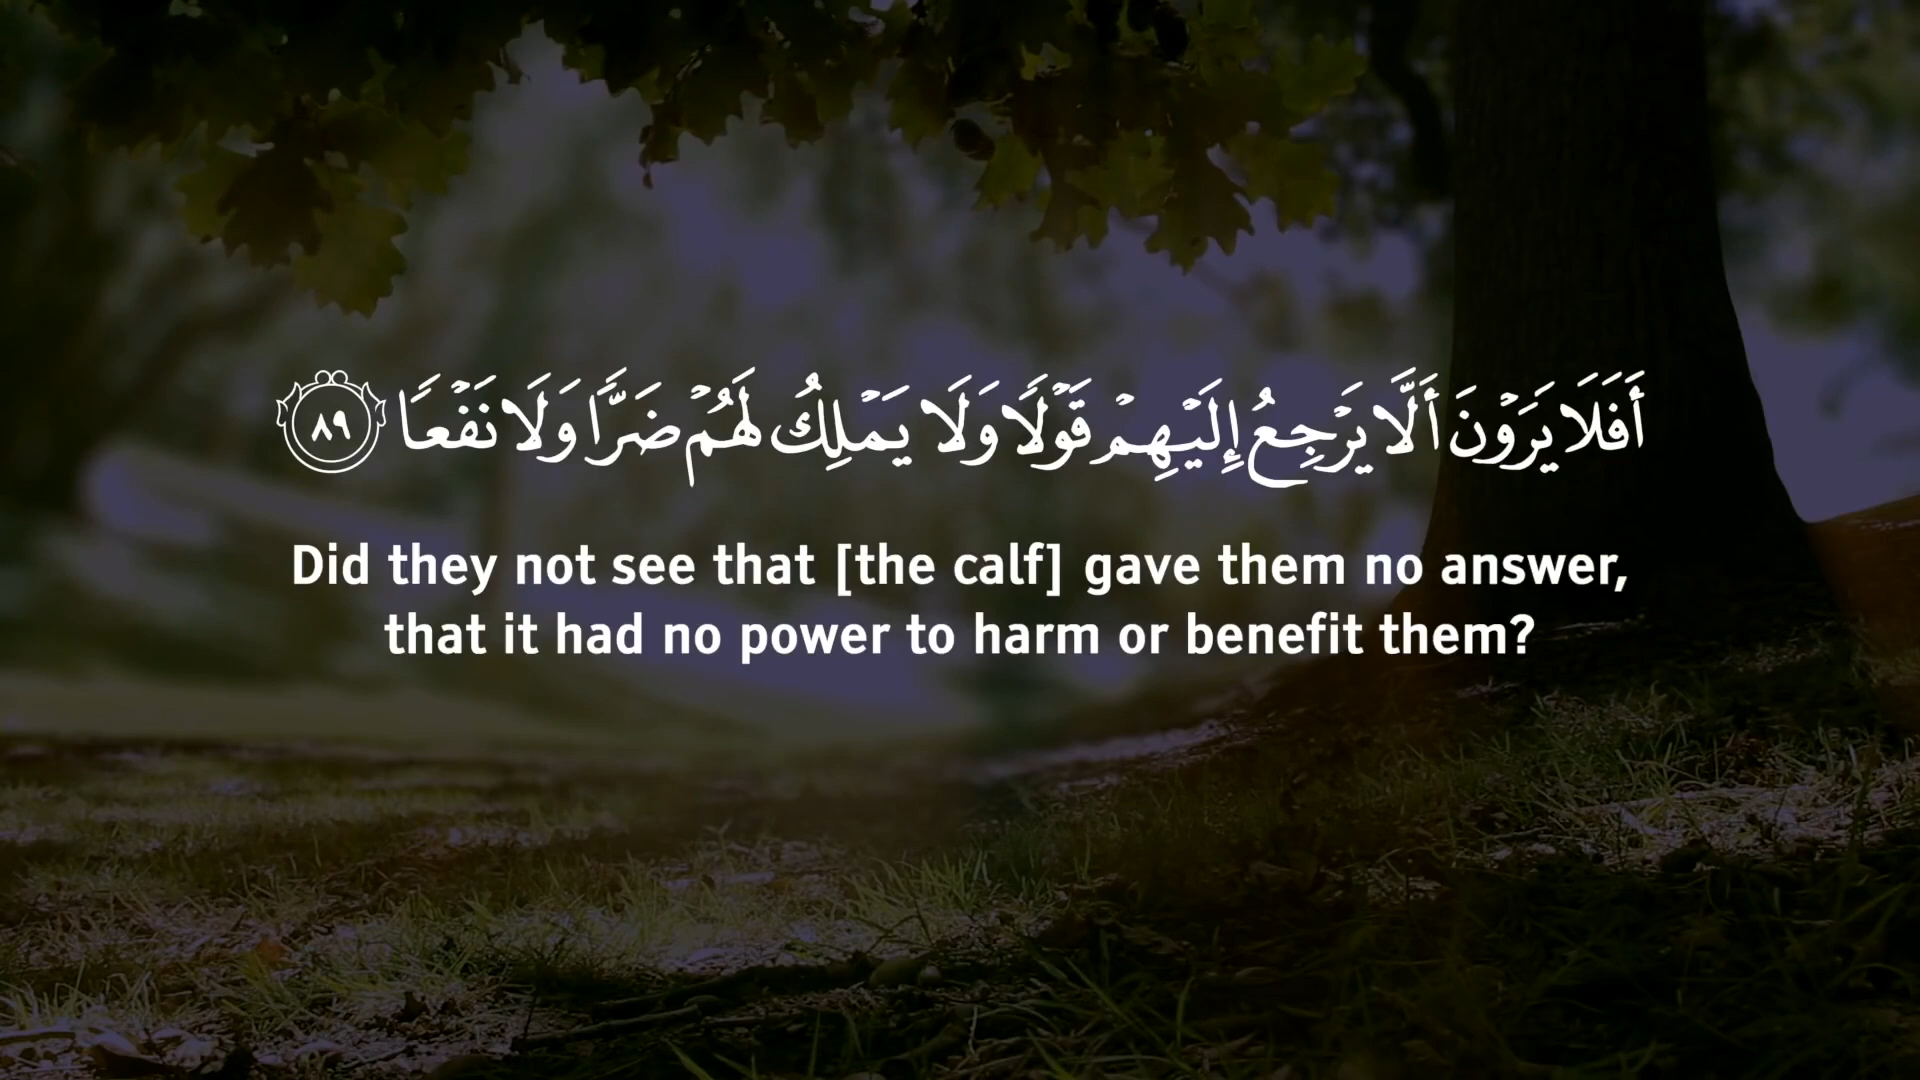 أَفَلَا يَرَوْنَ أَلَّا يَرْجِعُ إِلَيْهِمْ قَوْلًا وَلَا يَمْلِكُ لَهُمْ ضَرًّا وَلَا نَفْعًا ٨٩
Did they not see that [the calf] gave them no answer,
that it had no power to harm or benefit them?